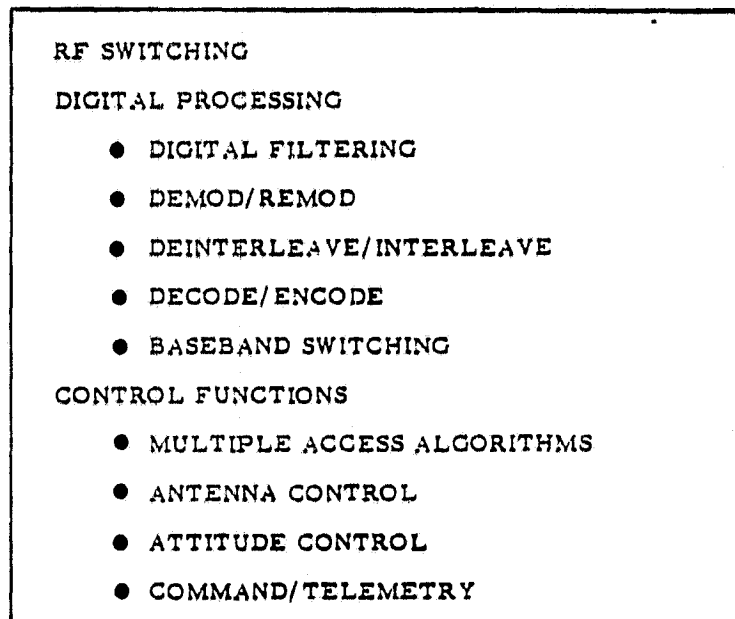 RF SWITCHING
DIGITAL PROCESSING
● DIGITAL FILTERING
● DEMOD/REMOD
● DEINTERLEAVE/INTERLEAVE
● DECODE/ENCODE
● BASEBAND SWITCHING
CONTROL FUNCTIONS
● MULTIPLE ACCESS ALGORITHMS
● ANTENNA CONTROL
● ATTITUDE CONTROL
● COMMAND/TELEMETRY